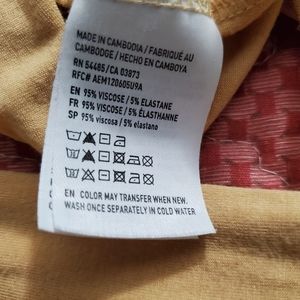 MADE IN CAMBODIA / FABRIQUÉ AU
CAMBODGE / HECHO EN CAMBOYA
RN 54485/CA 03873
RFC# AEM120605U9A
EN 95% VISCOSE / 5% ELASTANE
FR 95% VISCOSE / 5% ÉLASTHANNE
SP 95% viscosa / 5% elastano
EN COLOR MAY TRANSFER WHEN NEW.
WASH ONCE SEPARATELY IN COLD WATER